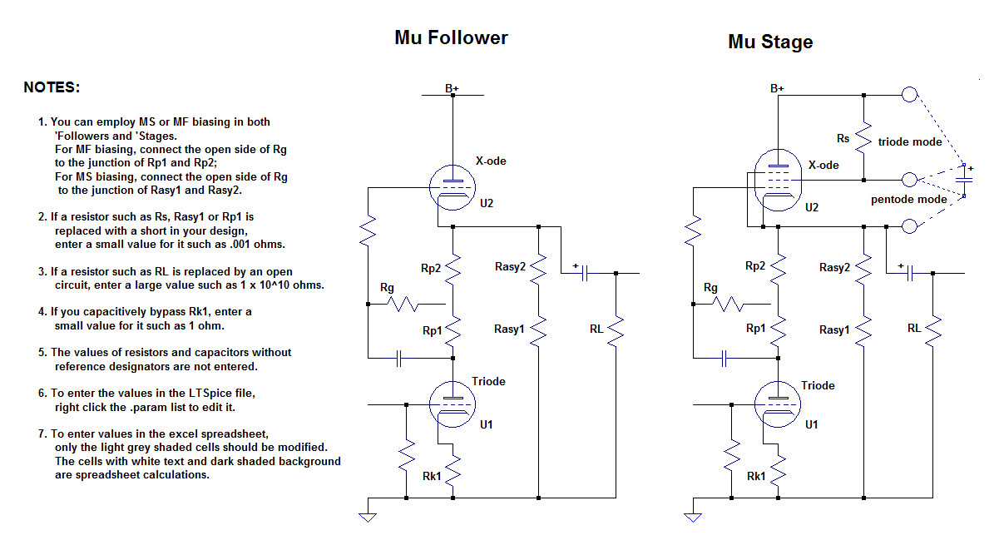 Mu Follower
Mu Stage
NOTES:
1. You can employ MS or MF biasing in both
'Followers and 'Stages.
For MF biasing, connect the open side of Rg
to the junction of Rp1 and Rp2;
For MS biasing, connect the open side of Rg
to the junction of Rasy1 and Rasy2.
2. If a resistor such as Rs, Rasy1 or Rp1 is
replaced with a short in your design,
enter a small value for it such as .001 ohms.
3. If a resistor such as RL is replaced by an open
circuit, enter a large value such as 1 x 10^10 ohms.
4. If you capacitively bypass Rk1, enter a
small value for it such as 1 ohm.
5. The values of resistors and capacitors without
reference designators are not entered.
6. To enter the values in the LTSpice file,
right click the .param list to edit it.
7. To enter values in the excel spreadsheet,
only the light grey shaded cells should be modified.
The cells with white text and dark shaded background
are spreadsheet calculations.
B+
X-ode
U2
Rp2
Rasy2
+
Rg
Rp1
Rasy1
RL
Triode
U1
Rk1
B+
Rs
triode mode
X-ode
+
pentode mode
U2
Rp2
Rasy2
+
Rg
Rp1
Rasy1
RL
Triode
U1
Rk1